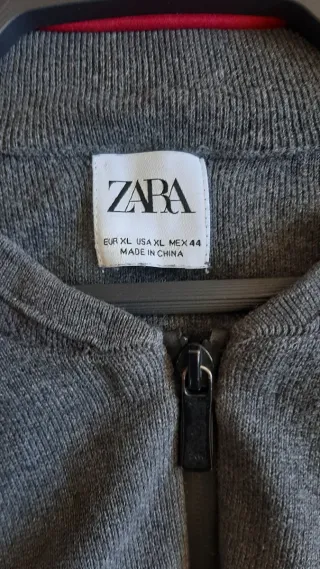 ZARA
EUR XL USA XL MEX 44
MADE IN CHINA